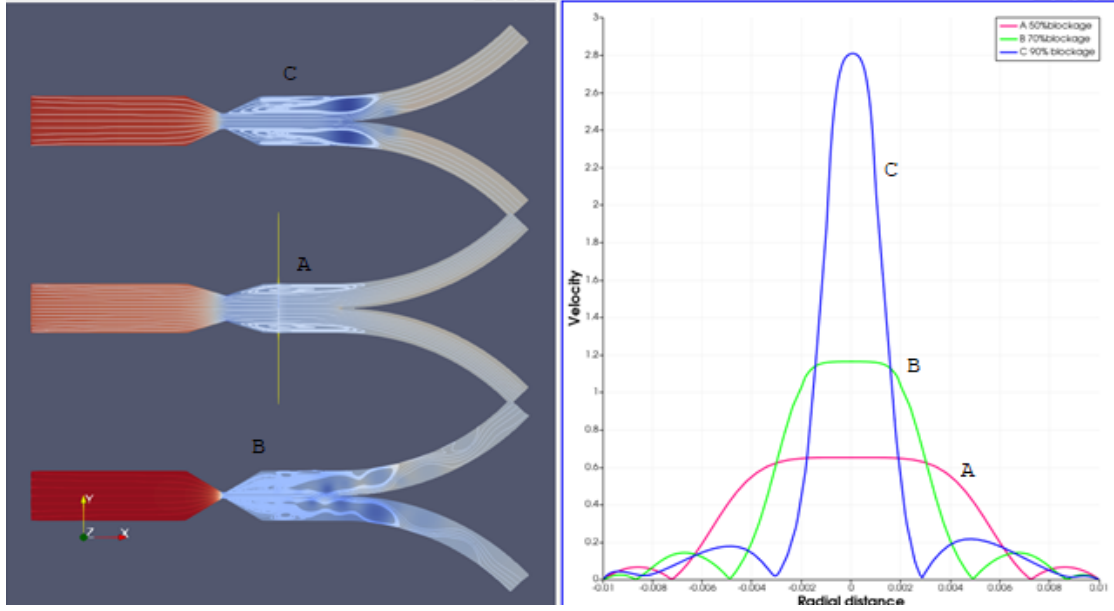 C
A
B
Y
Z
X
3
2.8
2.6
2.4
2.2
2
1.8
1.6
1.4
1.2
1
0.8
0.6
0.4
0.2
0
Velocity
A 50%blockage
B 70%blockage
C 90% blockage
C
B
A
-0.01 -0.008 -0.006 -0.004 -0.002 0 0.002 0.004 0.006 0.008 0.01
Radial distance